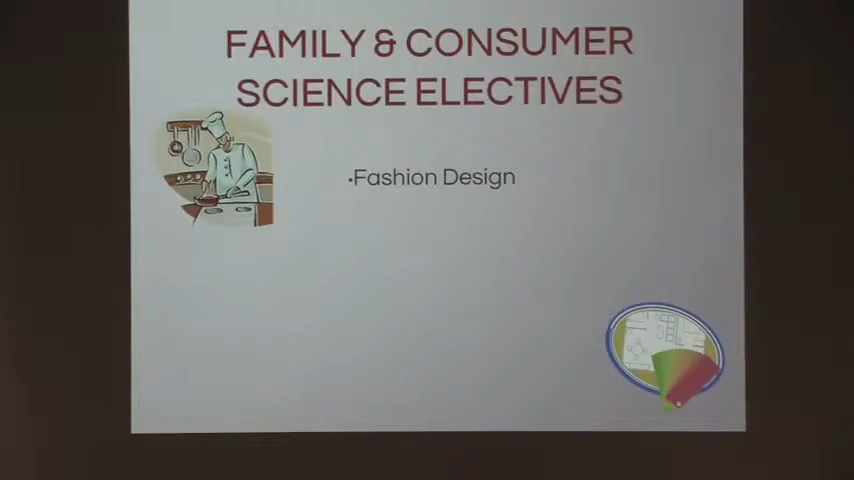 FAMILY & CONSUMER
SCIENCE ELECTIVES
•Fashion Design